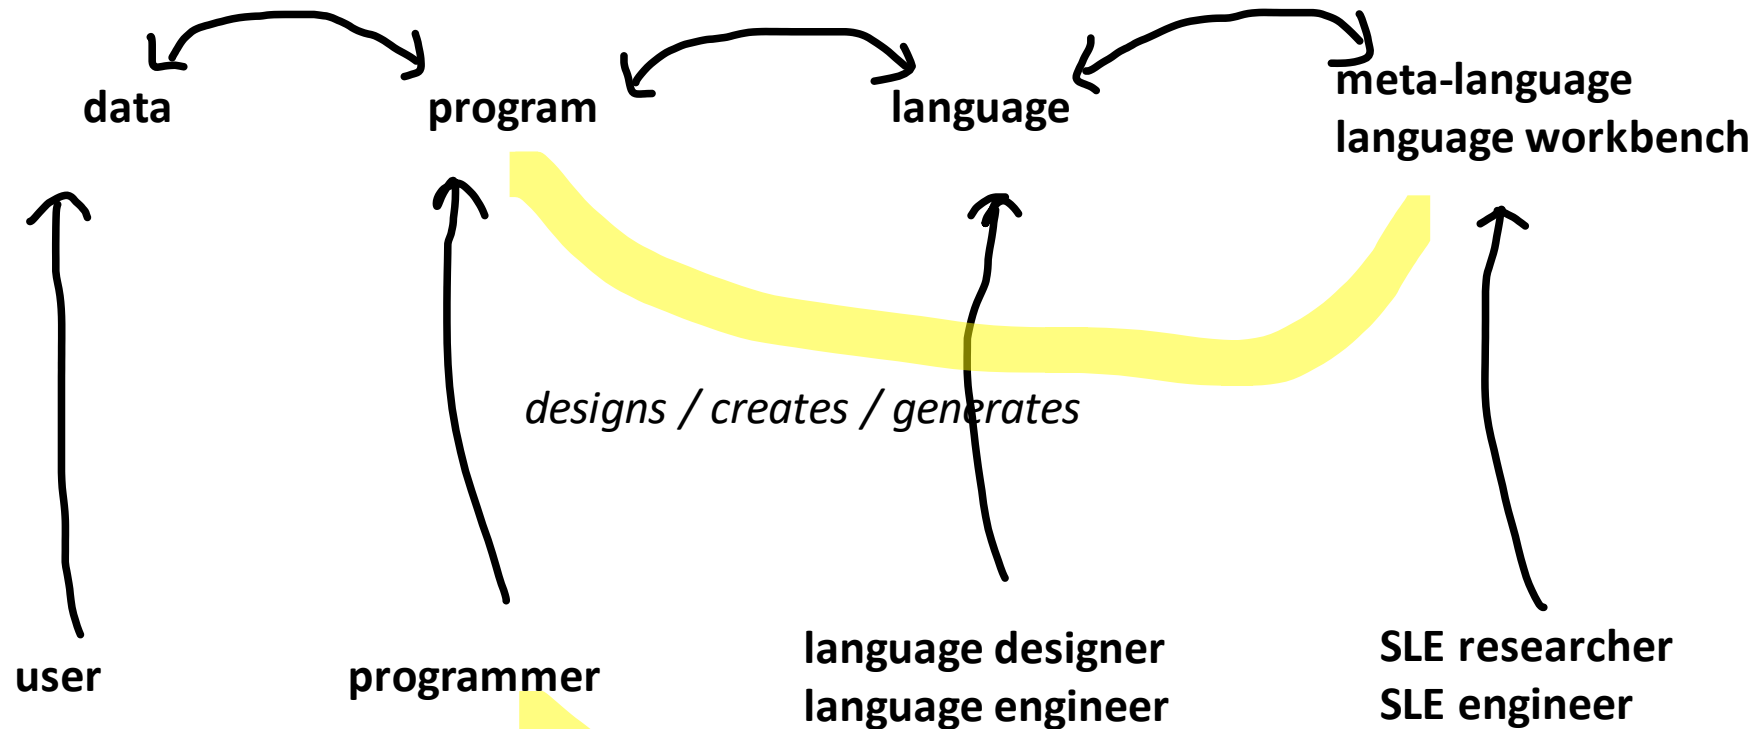 data
program
language
meta-language
language workbench
designs / creates / generates
user
programmer
language designer
language engineer
SLE researcher
SLE engineer